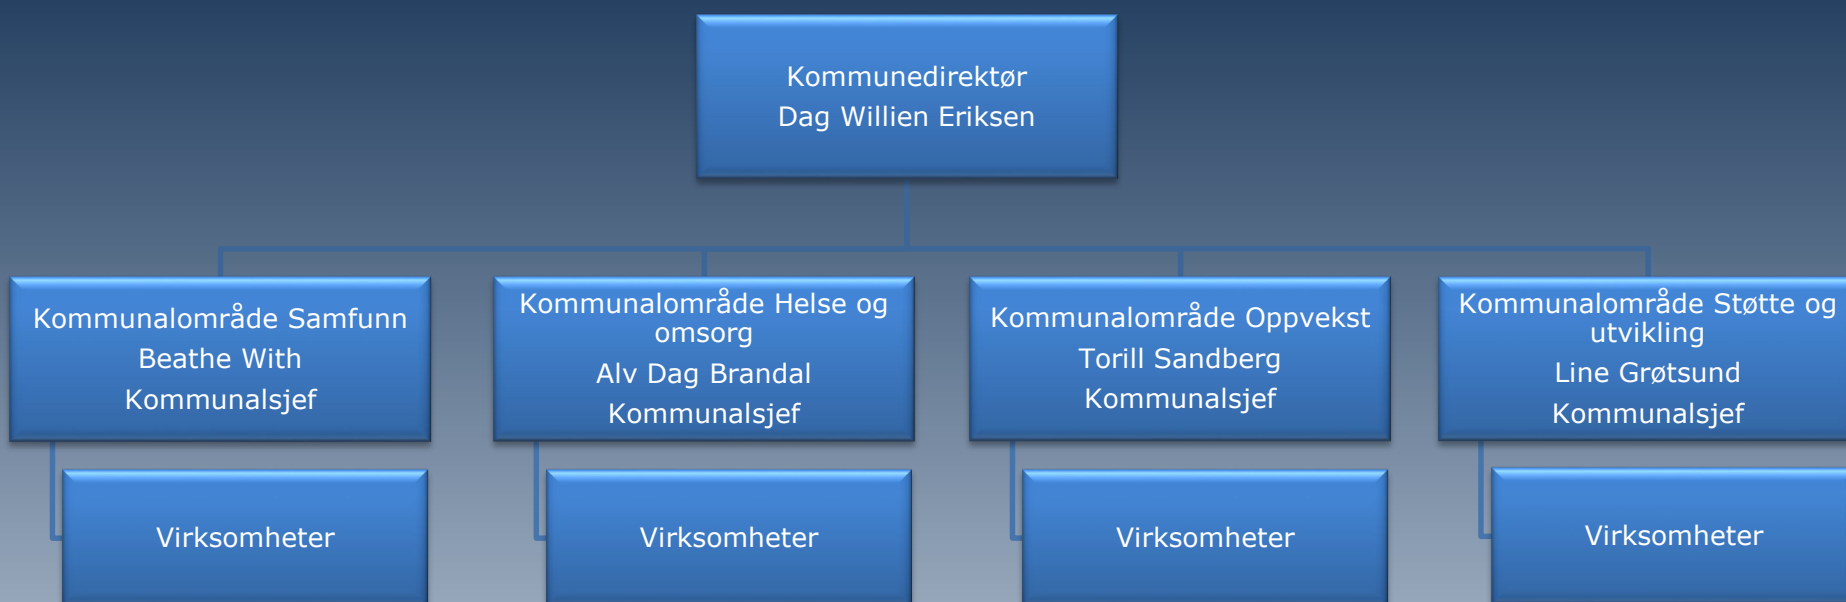 Kommunedirektør
Dag Willien Eriksen
Kommunalområde Samfunn
Beathe With
Kommunalsjef
Kommunalområde Helse og
omsorg
Alv Dag Brandal
Kommunalsjef
Kommunalområde Oppvekst
Torill Sandberg
Kommunalsjef
Kommunalområde Støtte og
utvikling
Line Grøtsund
Kommunalsjef
Virksomheter
Virksomheter
Virksomheter
Virksomheter